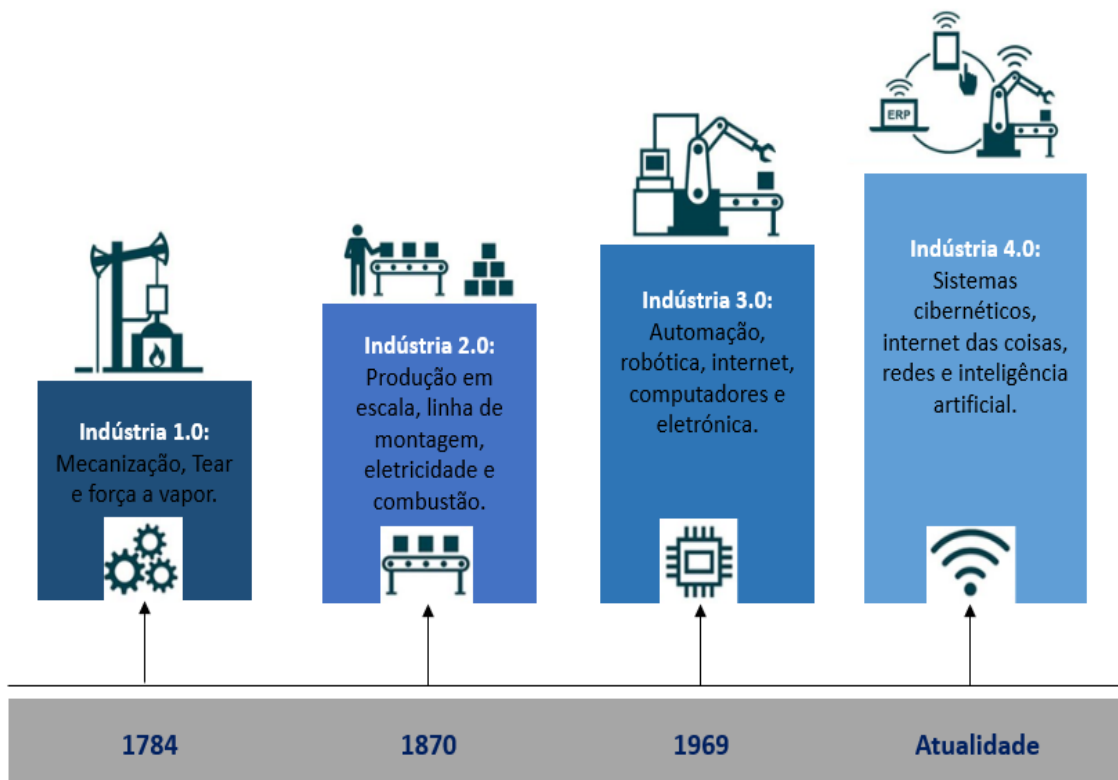 Indústria 1.0:
Mecanização, Tear
e força a vapor.
Indústria 2.0:
Produção em
escala, linha de
montagem,
eletricidade e
combustão.
Indústria 3.0:
Automação,
robótica, internet,
computadores e
eletrónica.
ERP
Indústria 4.0:
Sistemas
cibernéticos,
internet das coisas,
redes e inteligência
artificial.
1784
1870
1969
Atualidade